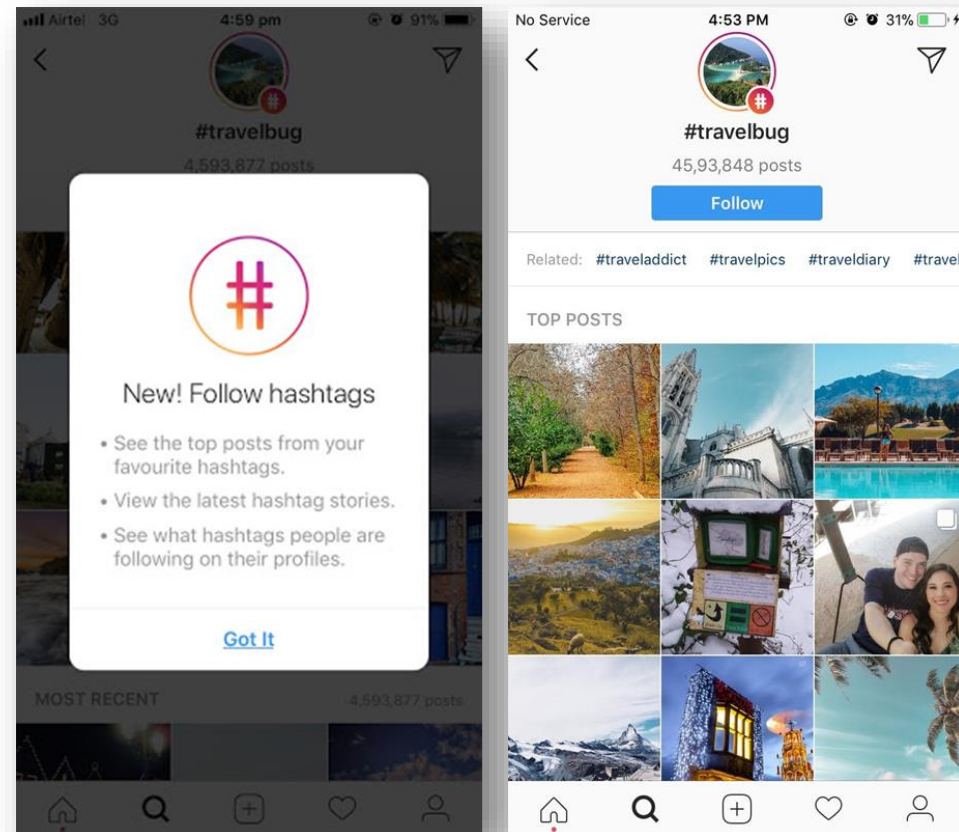 Airtel 3G 4:59 pm 91%
#
#travelbug
4,593,877 posts
#
New! Follow hashtags
• See the top posts from your
favourite hashtags.
• View the latest hashtag stories.
• See what hashtags people are
following on their profiles.
Got It
MOST RECENT 4,593,877 posts
No Service 4:53 PM 31%
#
#travelbug
45,93,848 posts
Follow
Related: #traveladdict #travelpics #traveldiary #travel
TOP POSTS